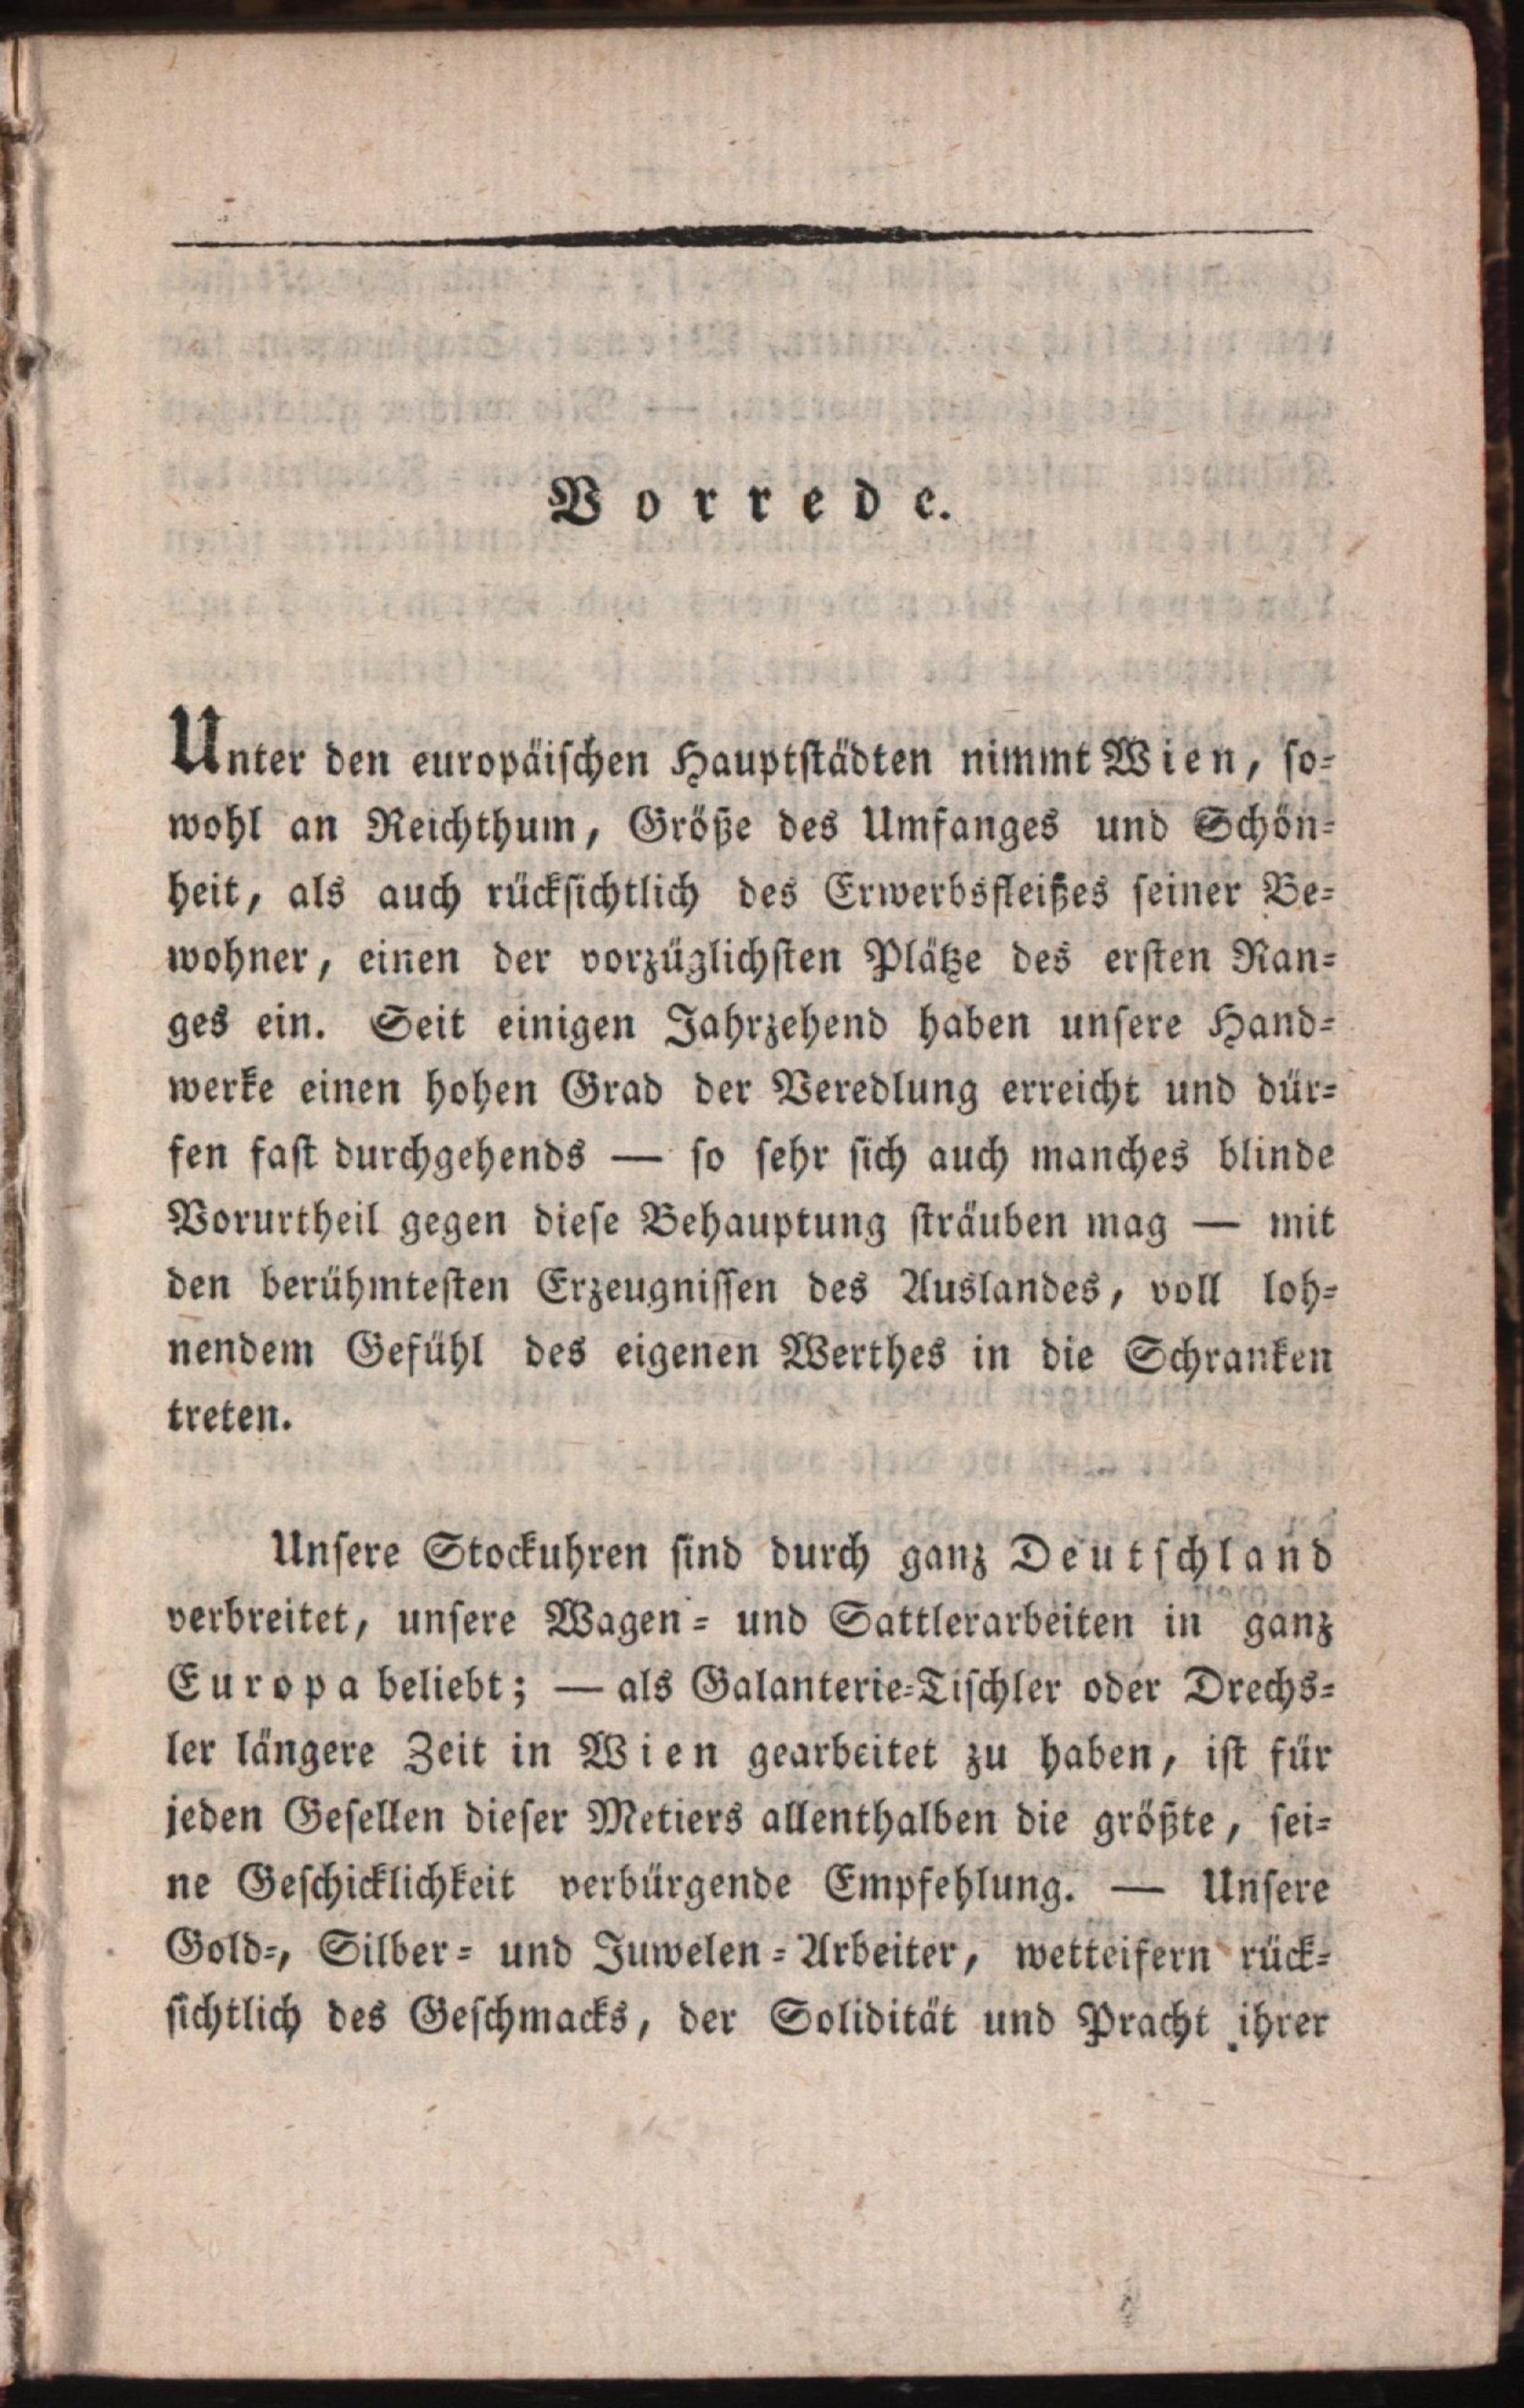 Vorrede.
Unter den europäischen Hauptstädten nimmt Wien, so-
wohl an Reichthum, Größe des Umfanges und Schön-
heit, als auch rücksichtlich des Erwerbsfleißes seiner Be-
wohner, einen der vorzüglichsten Plätze des ersten Ran-
ges ein. Seit einigen Jahrzehend haben unsere Hand-
werke einen hohen Grad der Veredlung erreicht und dür-
fen fast durchgehends — so sehr sich auch manches blinde
Vorurtheil gegen diese Behauptung sträuben mag — mit
den berühmtesten Erzeugnissen des Auslandes, voll loh-
nendem Gefühl des eigenen Werthes in die Schranken
treten.
Unsere Stockuhren sind durch ganz Deutschland
verbreitet, unsere Wagen- und Sattlerarbeiten in ganz
Europa beliebt; — als Galanterie-Tischler oder Drechs-
ler längere Zeit in Wien gearbeitet zu haben, ist für
jeden Gesellen dieser Metiers allenthalben die größte, sei-
ne Geschicklichkeit verbürgende Empfehlung. — Unsere
Gold-, Silber- und Juwelen-Arbeiter, wetteifern rück-
sichtlich des Geschmacks, der Solidität und Pracht ihrer